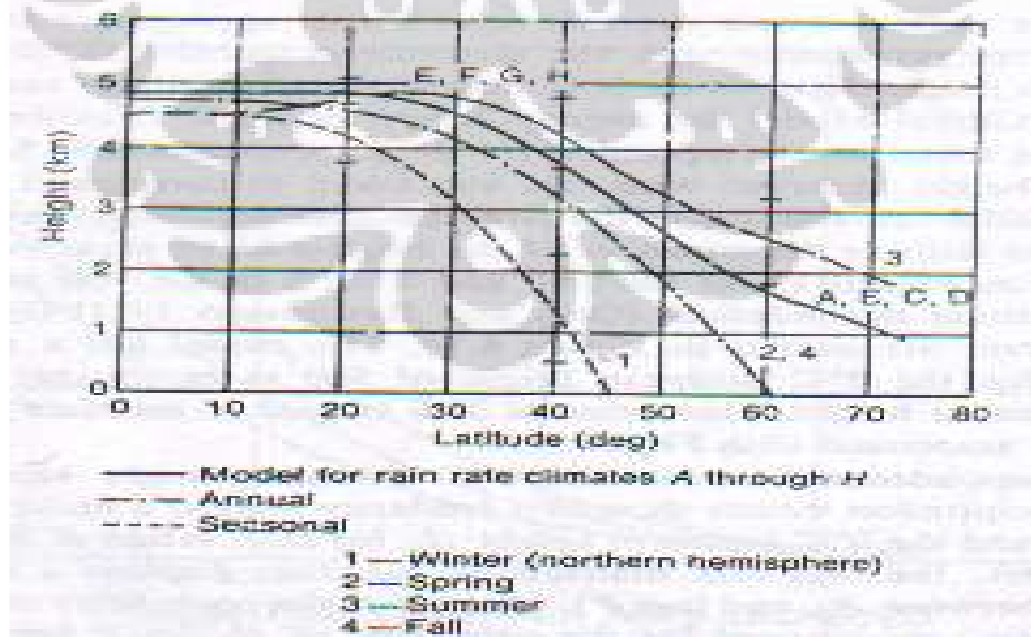 6
5
4
3
2
1
0
Height (km)
E, F, G, H
3
A, B, C, D
1
2, 4
0 10 20 30 40 50 60 70 80
Latitude (deg)
Model for rain rate climates A through H
Annual
Seasonal
1 — Winter (northern hemisphere)
2 — Spring
3 — Summer
4 — Fall